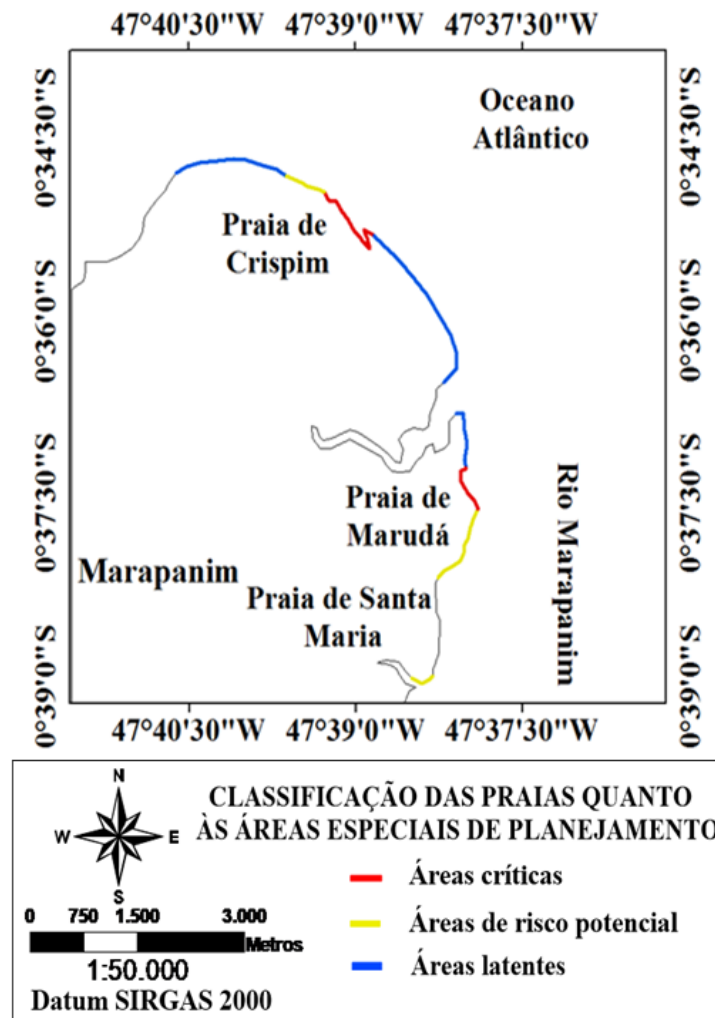 47°40'30"W 47°39'0"W 47°37'30"W
0°34'30"S
0°34'30"S
Oceano
Atlântico
Praia de
Crispim
0°36'0"S
0°36'0"S
0°37'30"S
0°37'30"S
Praia de
Marudá
Rio Marapanim
Marapanim
Praia de Santa
Maria
0°39'0"S
0°39'0"S
47°40'30"W 47°39'0"W 47°37'30"W
N
W E
S
CLASSIFICAÇÃO DAS PRAIAS QUANTO
ÀS ÁREAS ESPECIAIS DE PLANEJAMENTO
Áreas críticas
Áreas de risco potencial
Áreas latentes
0 750 1.500 3.000
Metros
1:50.000
Datum SIRGAS 2000